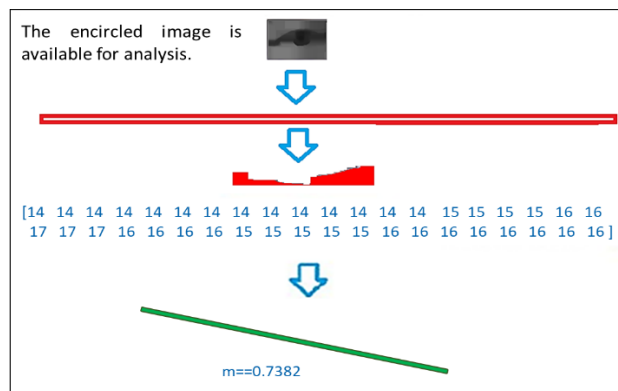 The encircled image is
available for analysis.
[14 14 14 14 14 14 14 14 14 14 14 14 14 14 15 15 15 15 16 16
17 17 17 16 16 16 16 15 15 15 15 15 16 16 16 16 16 16 16 16 ]
m==0.7382